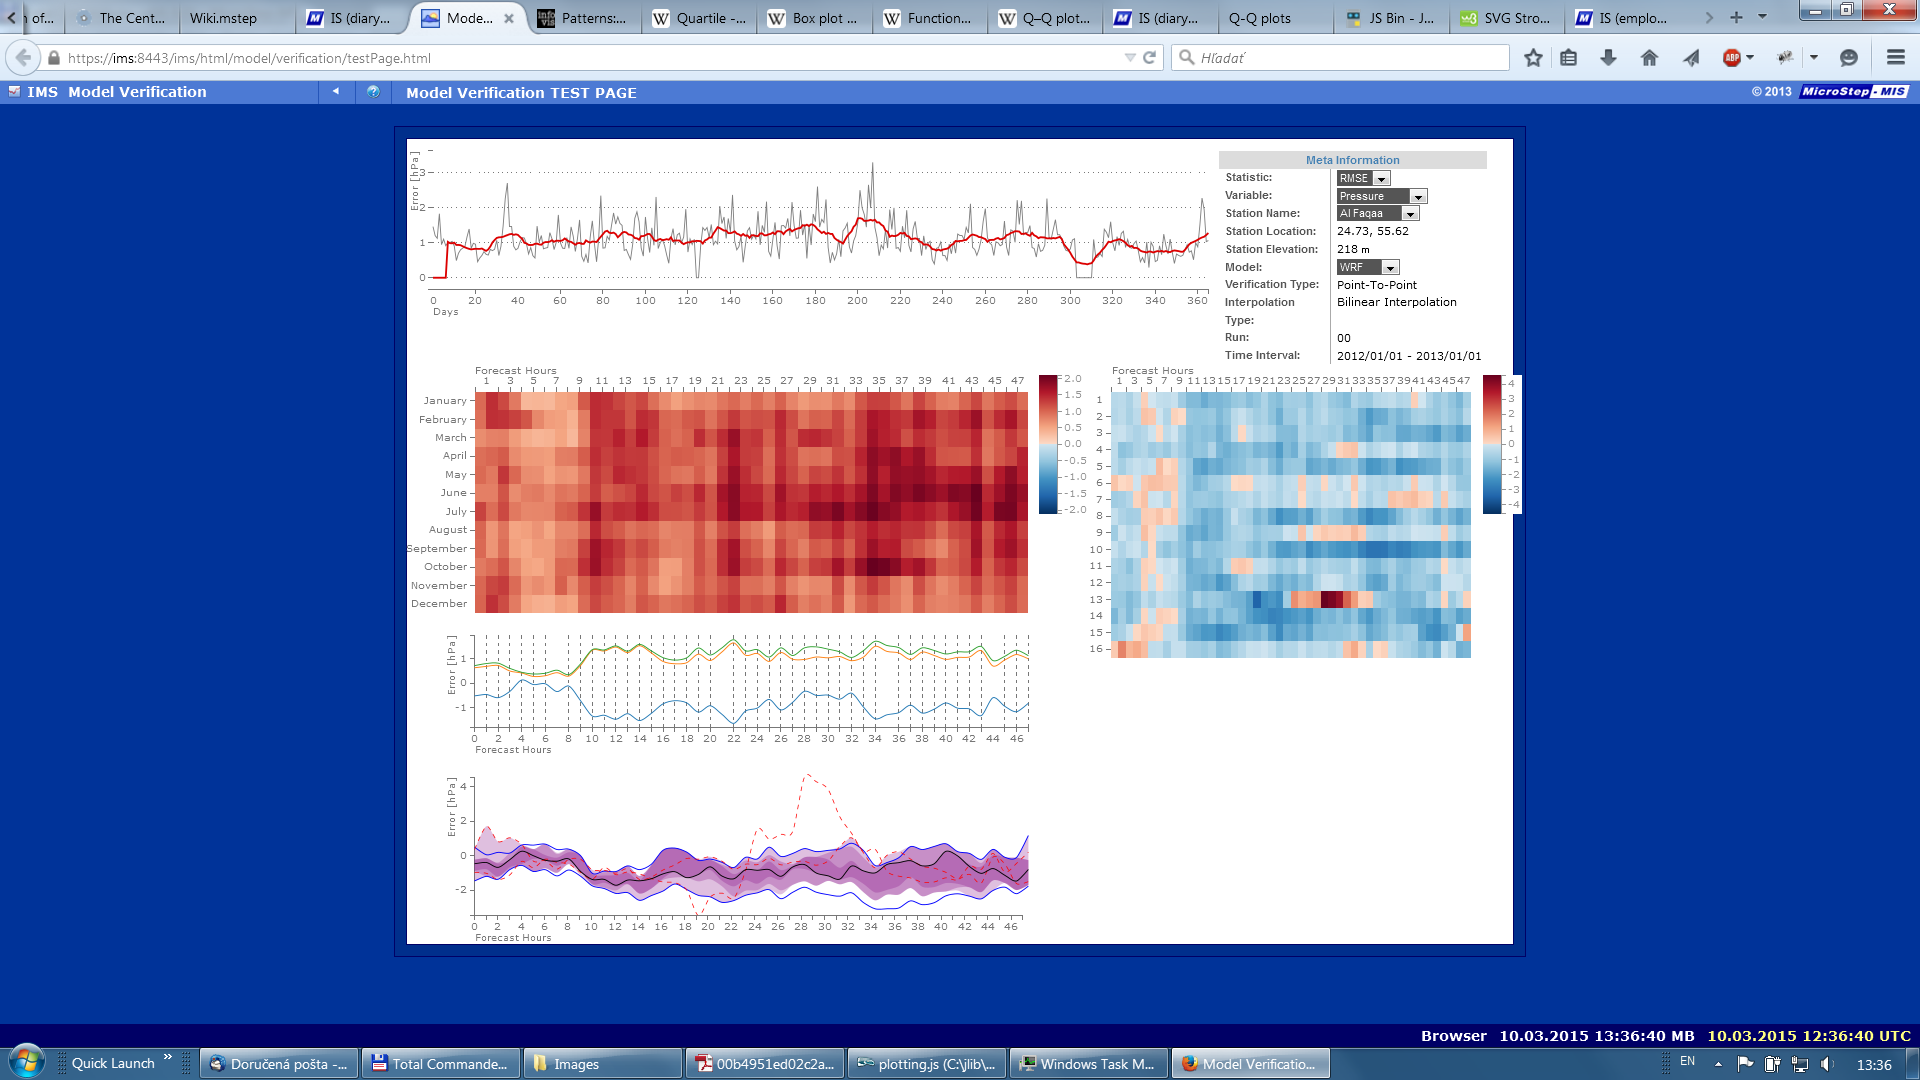 n of...
The Cent...
Wiki.mstep
IS (diary...
Mode...
Patterns:...
Quartile -...
Box plot ...
Function...
Q–Q plot...
IS (diary...
Q-Q plots
JS Bin - J...
SVG Stro...
IS (emplo...
https://ims:8443/ims/html/model/verification/testPage.html
Hľadať
ABP
IMS Model Verification
Model Verification TEST PAGE
© 2013 MicroStep - MIS
Error [hPa]
3
2
1
0
0 20 40 60 80 100 120 140 160 180 200 220 240 260 280 300 320 340 360
Days
Meta Information
Statistic: RMSE
Variable: Pressure
Station Name: Al Faqaa
Station Location: 24.73, 55.62
Station Elevation: 218 m
Model: WRF
Verification Type: Point-To-Point
Interpolation Bilinear Interpolation
Type:
Run: 00
Time Interval: 2012/01/01 - 2013/01/01
Forecast Hours
1 3 5 7 9 11 13 15 17 19 21 23 25 27 29 31 33 35 37 39 41 43 45 47
January
February
March
April
May
June
July
August
September
October
November
December
2.0
1.5
1.0
0.5
0.0
-0.5
-1.0
-1.5
-2.0
Forecast Hours
1 3 5 7 9 11 13 15 17 19 21 23 25 27 29 31 33 35 37 39 41 43 45 47
1
2
3
4
5
6
7
8
9
10
11
12
13
14
15
16
4
3
2
1
0
-1
-2
-3
-4
Error [hPa]
1
0
-1
0 2 4 6 8 10 12 14 16 18 20 22 24 26 28 30 32 34 36 38 40 42 44 46
Forecast Hours
Error [hPa]
4
2
0
-2
0 2 4 6 8 10 12 14 16 18 20 22 24 26 28 30 32 34 36 38 40 42 44 46
Forecast Hours
Browser 10.03.2015 13:36:40 MB 10.03.2015 12:36:40 UTC
Quick Launch
Doručená pošta -...
Total Commande...
Images
00b4951ed02c2a...
plotting.js (C:\jlib\...
Windows Task M...
Model Verificatio...
EN
13:36